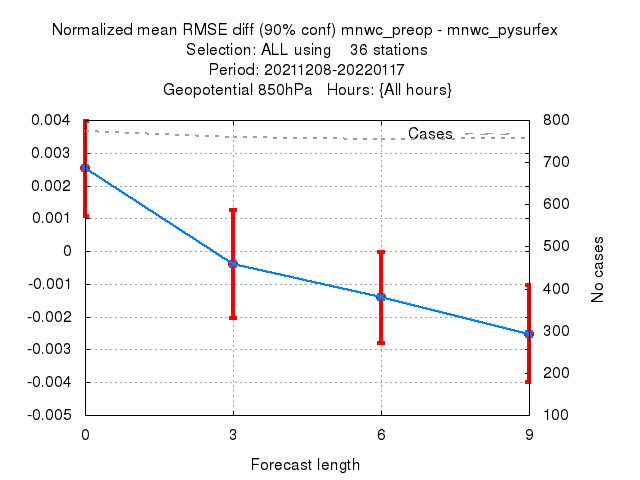 Normalized mean RMSE diff (90% conf) mnwc_preop - mnwc_pysurfex
Selection: ALL using    36 stations
Period: 20211208-20220117
Geopotential 850hPa   Hours: {All hours}
0.004
0.003
0.002
0.001
0
-0.001
-0.002
-0.003
-0.004
-0.005
Cases
800
700
600
500
400
300
200
100
No cases
0 3 6 9
Forecast length